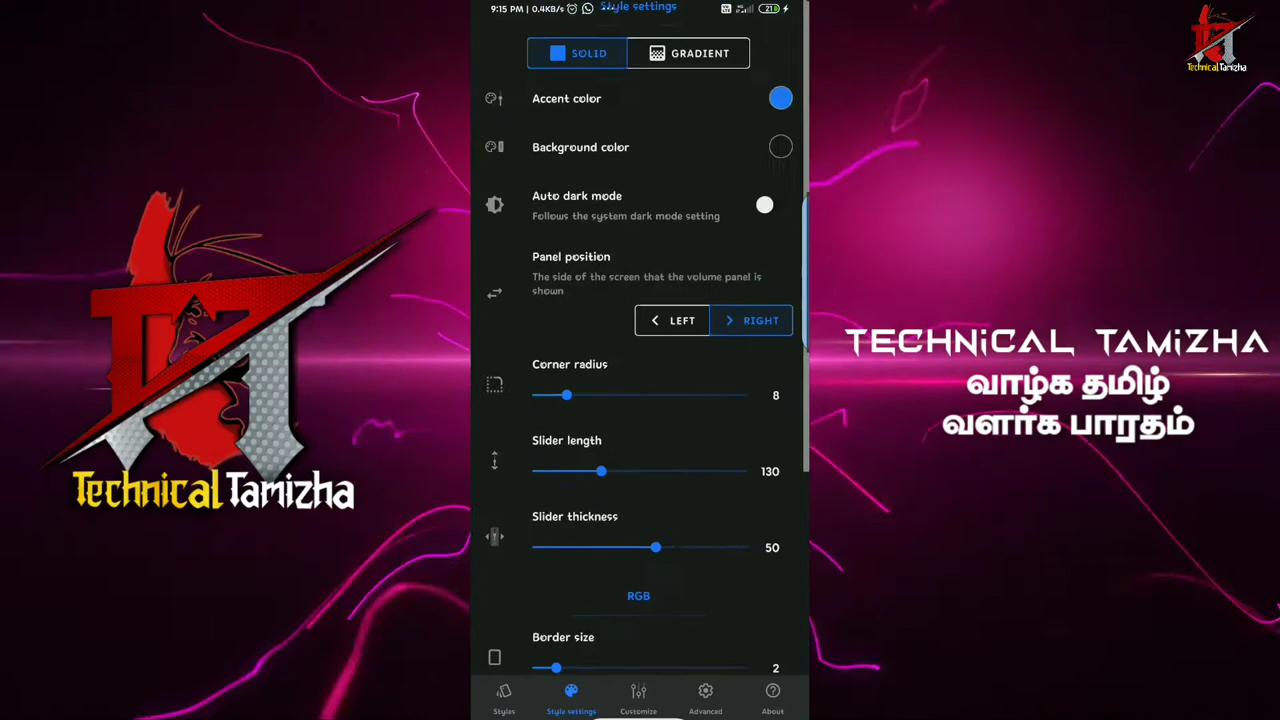 9:15 PM | 0.4KB/s
21
Style settings
SOLID
GRADIENT
Accent color
Background color
Auto dark mode
Follows the system dark mode setting
Panel position
The side of the screen that the volume panel is
shown
LEFT
RIGHT
Corner radius
8
Slider length
130
Slider thickness
50
RGB
Border size
2
Styles
Style settings
Customize
Advanced
About
Technical Tamizha
TECHNiCAL TAMiZHA
வாழ்க தமிழ்
வளர்க பாரதம்
Technical Tamizha